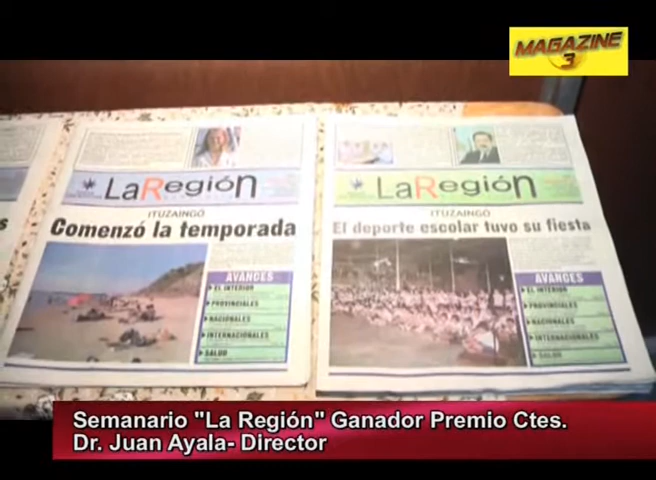 MAGAZINE
3
LaRegión
ITUZAINGÓ
Comenzó la temporada
AVANCES
EL INTERIOR
PROVINCIALES
NACIONALES
INTERNACIONALES
SALUD
LaRegión
ITUZAINGÓ
El deporte escolar tuvo su fiesta
AVANCES
EL INTERIOR
PROVINCIALES
NACIONALES
INTERNACIONALES
SALUD
Semanario "La Región" Ganador Premio Ctes.
Dr. Juan Ayala- Director